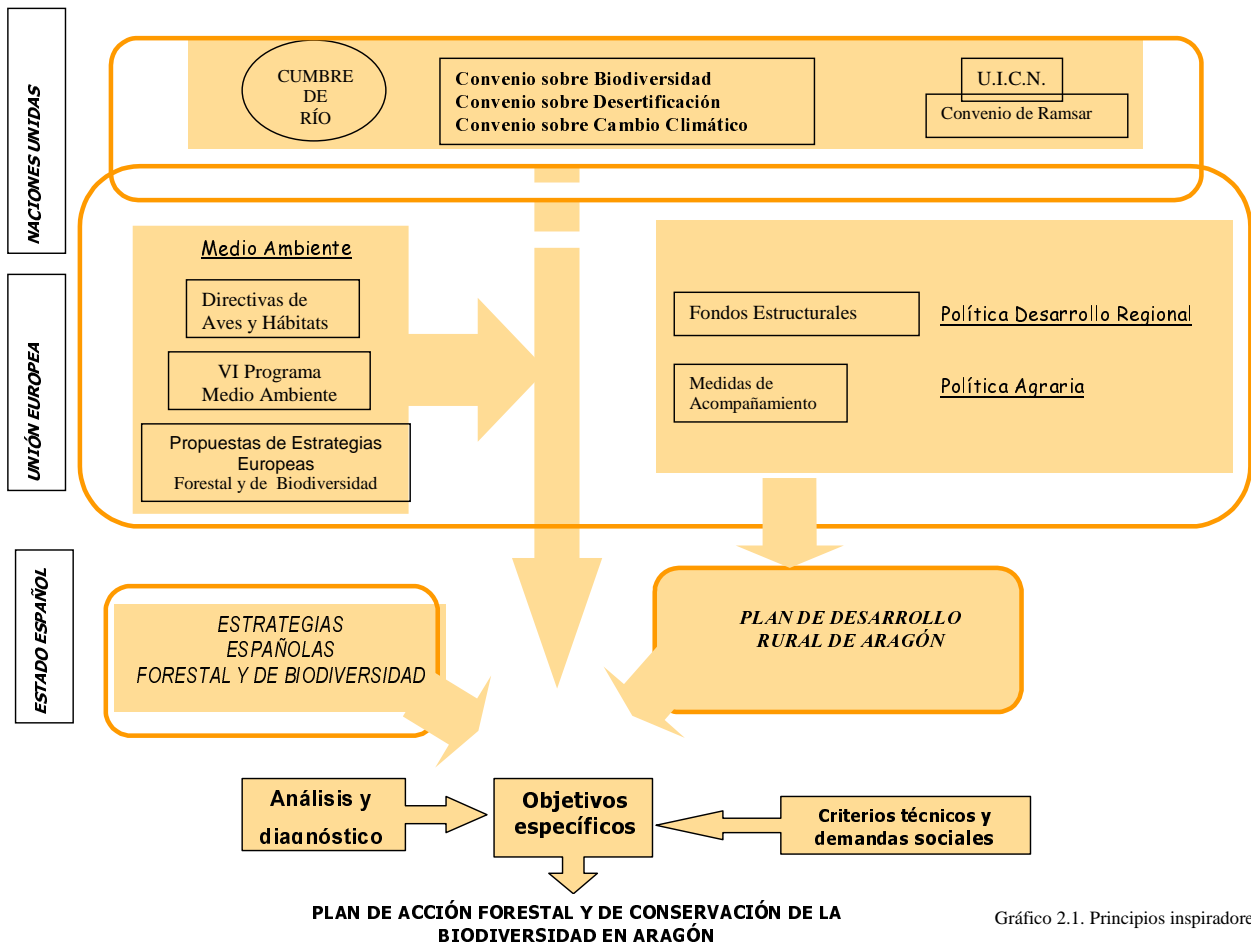 NACIONES UNIDAS
CUMBRE
DE
RÍO
Convenio sobre Biodiversidad
Convenio sobre Desertificación
Convenio sobre Cambio Climático
U.I.C.N.
Convenio de Ramsar
UNIÓN EUROPEA
Medio Ambiente
Directivas de
Aves y Hábitats
VI Programa
Medio Ambiente
Propuestas de Estrategias
Europeas
Forestal y de Biodiversidad
Fondos Estructurales
Política Desarrollo Regional
Medidas de
Acompañamiento
Política Agraria
ESTADO ESPAÑOL
ESTRATEGIAS
ESPAÑOLAS
FORESTAL Y DE BIODIVERSIDAD
PLAN DE DESARROLLO
RURAL DE ARAGÓN
Análisis y
diagnóstico
Objetivos
específicos
Criterios técnicos y
demandas sociales
PLAN DE ACCIÓN FORESTAL Y DE CONSERVACIÓN DE LA
BIODIVERSIDAD EN ARAGÓN
Gráfico 2.1. Principios inspiradore